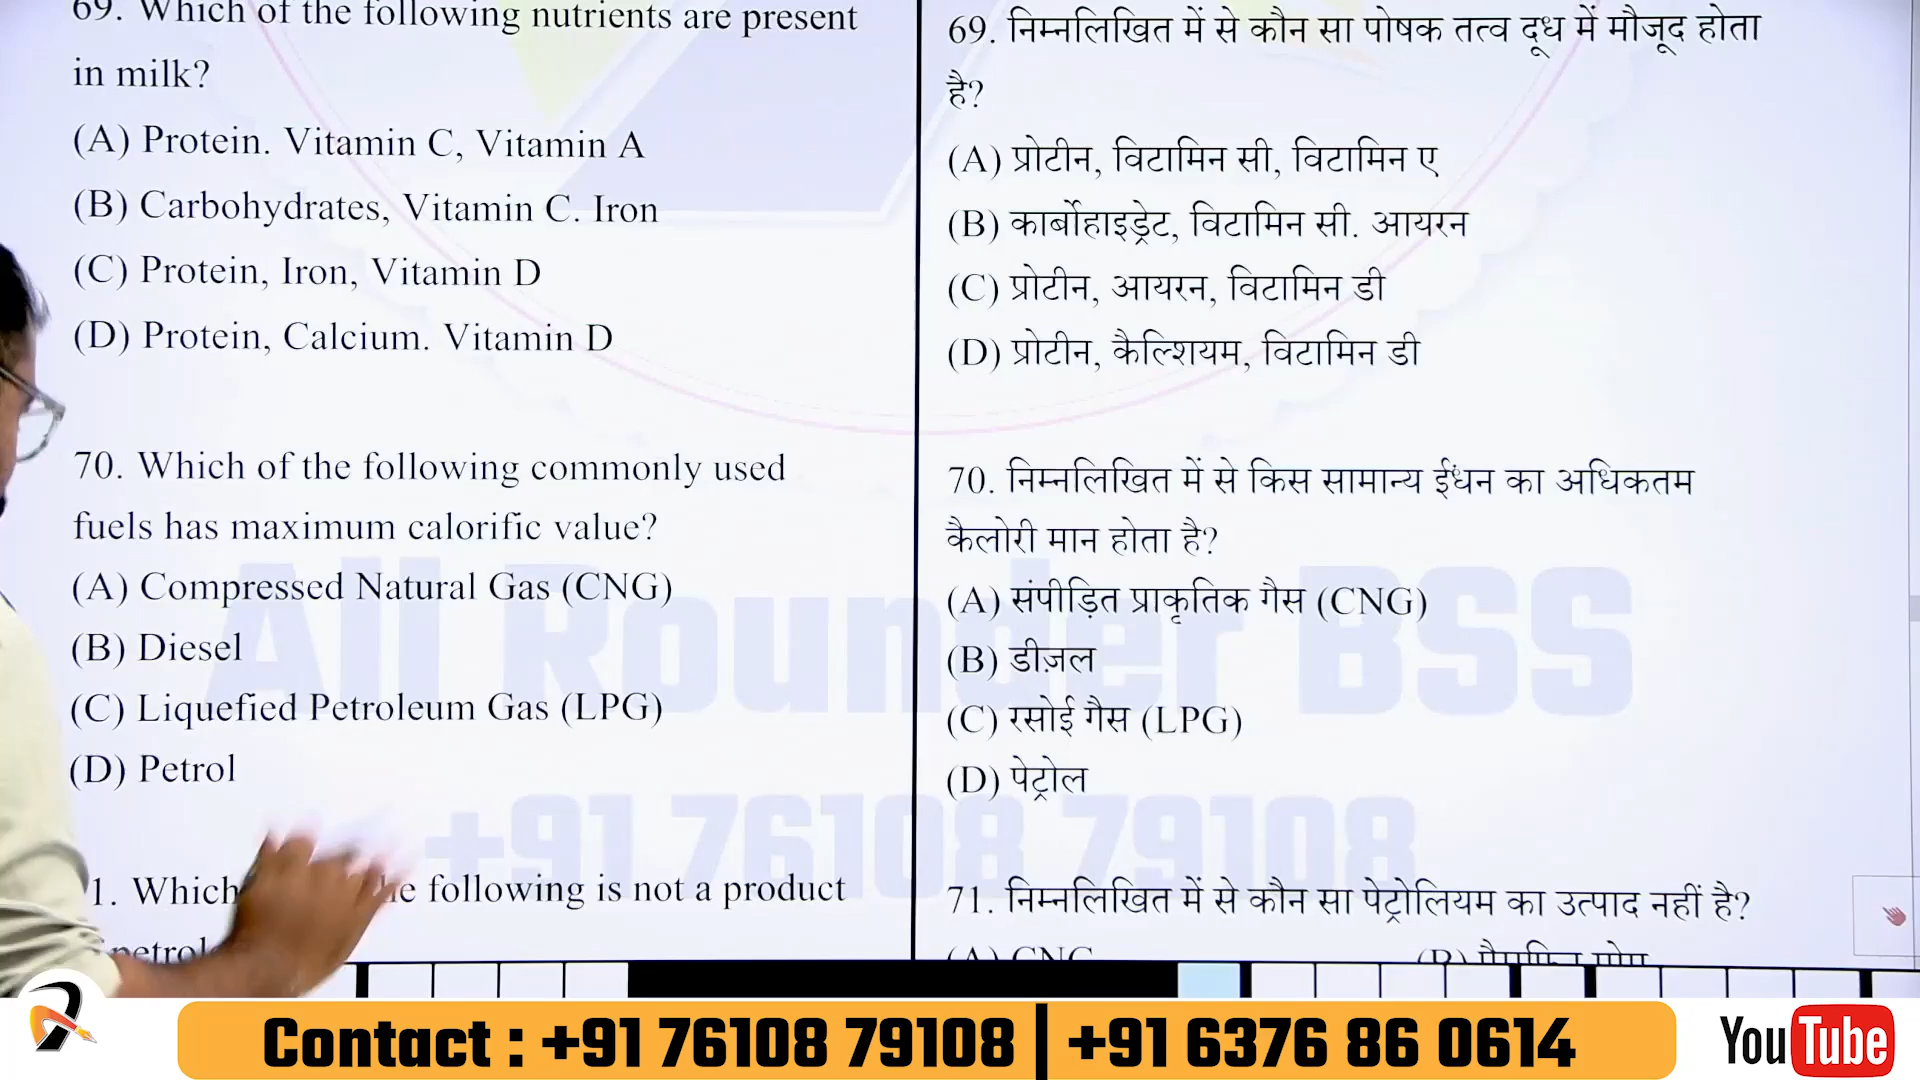 69. Which of the following nutrients are present
in milk?
(A) Protein. Vitamin C, Vitamin A
(B) Carbohydrates, Vitamin C. Iron
(C) Protein, Iron, Vitamin D
(D) Protein, Calcium. Vitamin D
70. Which of the following commonly used
fuels has maximum calorific value?
(A) Compressed Natural Gas (CNG)
(B) Diesel
(C) Liquefied Petroleum Gas (LPG)
(D) Petrol
1. Which following is not a product
69. निम्नलिखित में से कौन सा पोषक तत्व दूध में मौजूद होता
है?
(A) प्रोटीन, विटामिन सी, विटामिन ए
(B) कार्बोहाइड्रेट, विटामिन सी. आयरन
(C) प्रोटीन, आयरन, विटामिन डी
(D) प्रोटीन, कैल्शियम, विटामिन डी
70. निम्नलिखित में से किस सामान्य ईंधन का अधिकतम
कैलोरी मान होता है?
(A) संपीड़ित प्राकृतिक गैस (CNG)
(B) डीज़ल
(C) रसोई गैस (LPG)
(D) पेट्रोल
71. निम्नलिखित में से कौन सा पेट्रोलियम का उत्पाद नहीं है?
(A) CNG
All Rounder BSS
+91 76108 79108
Contact : +91 76108 79108 | +91 6376 86 0614
YouTube